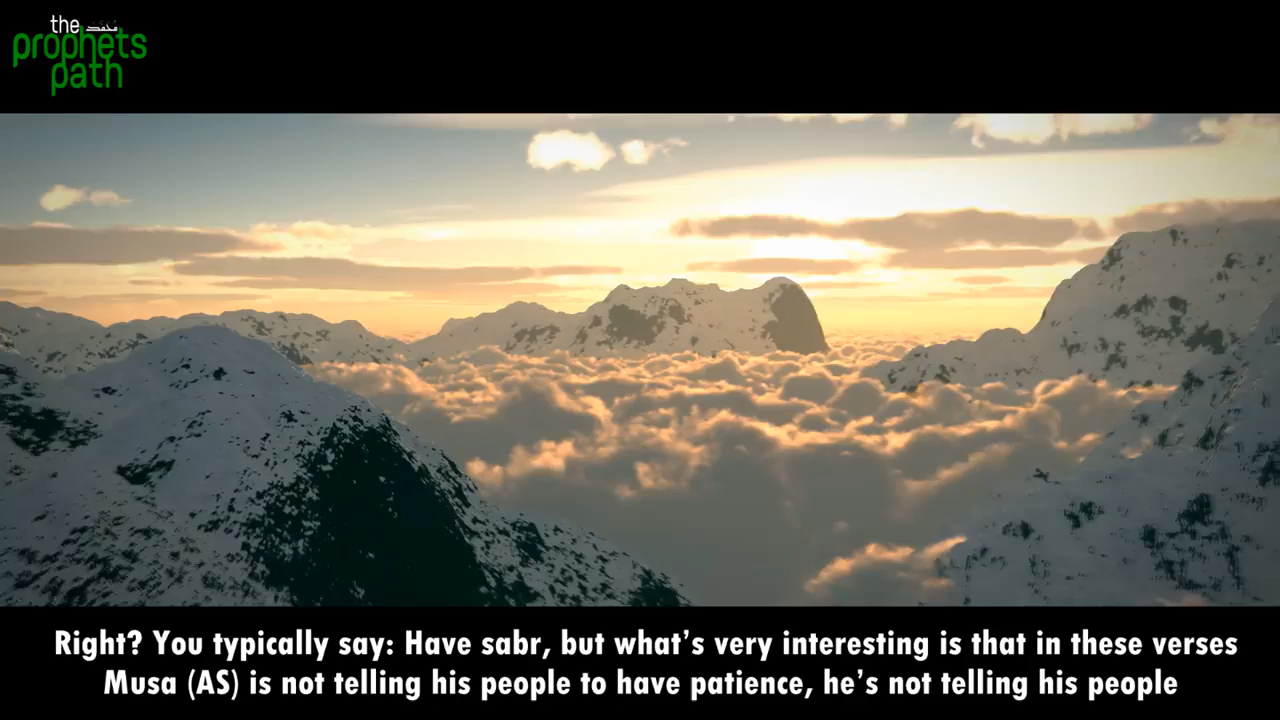 the محمد
prophets
path
Right? You typically say: Have sabr, but what's very interesting is that in these verses
Musa (AS) is not telling his people to have patience, he's not telling his people